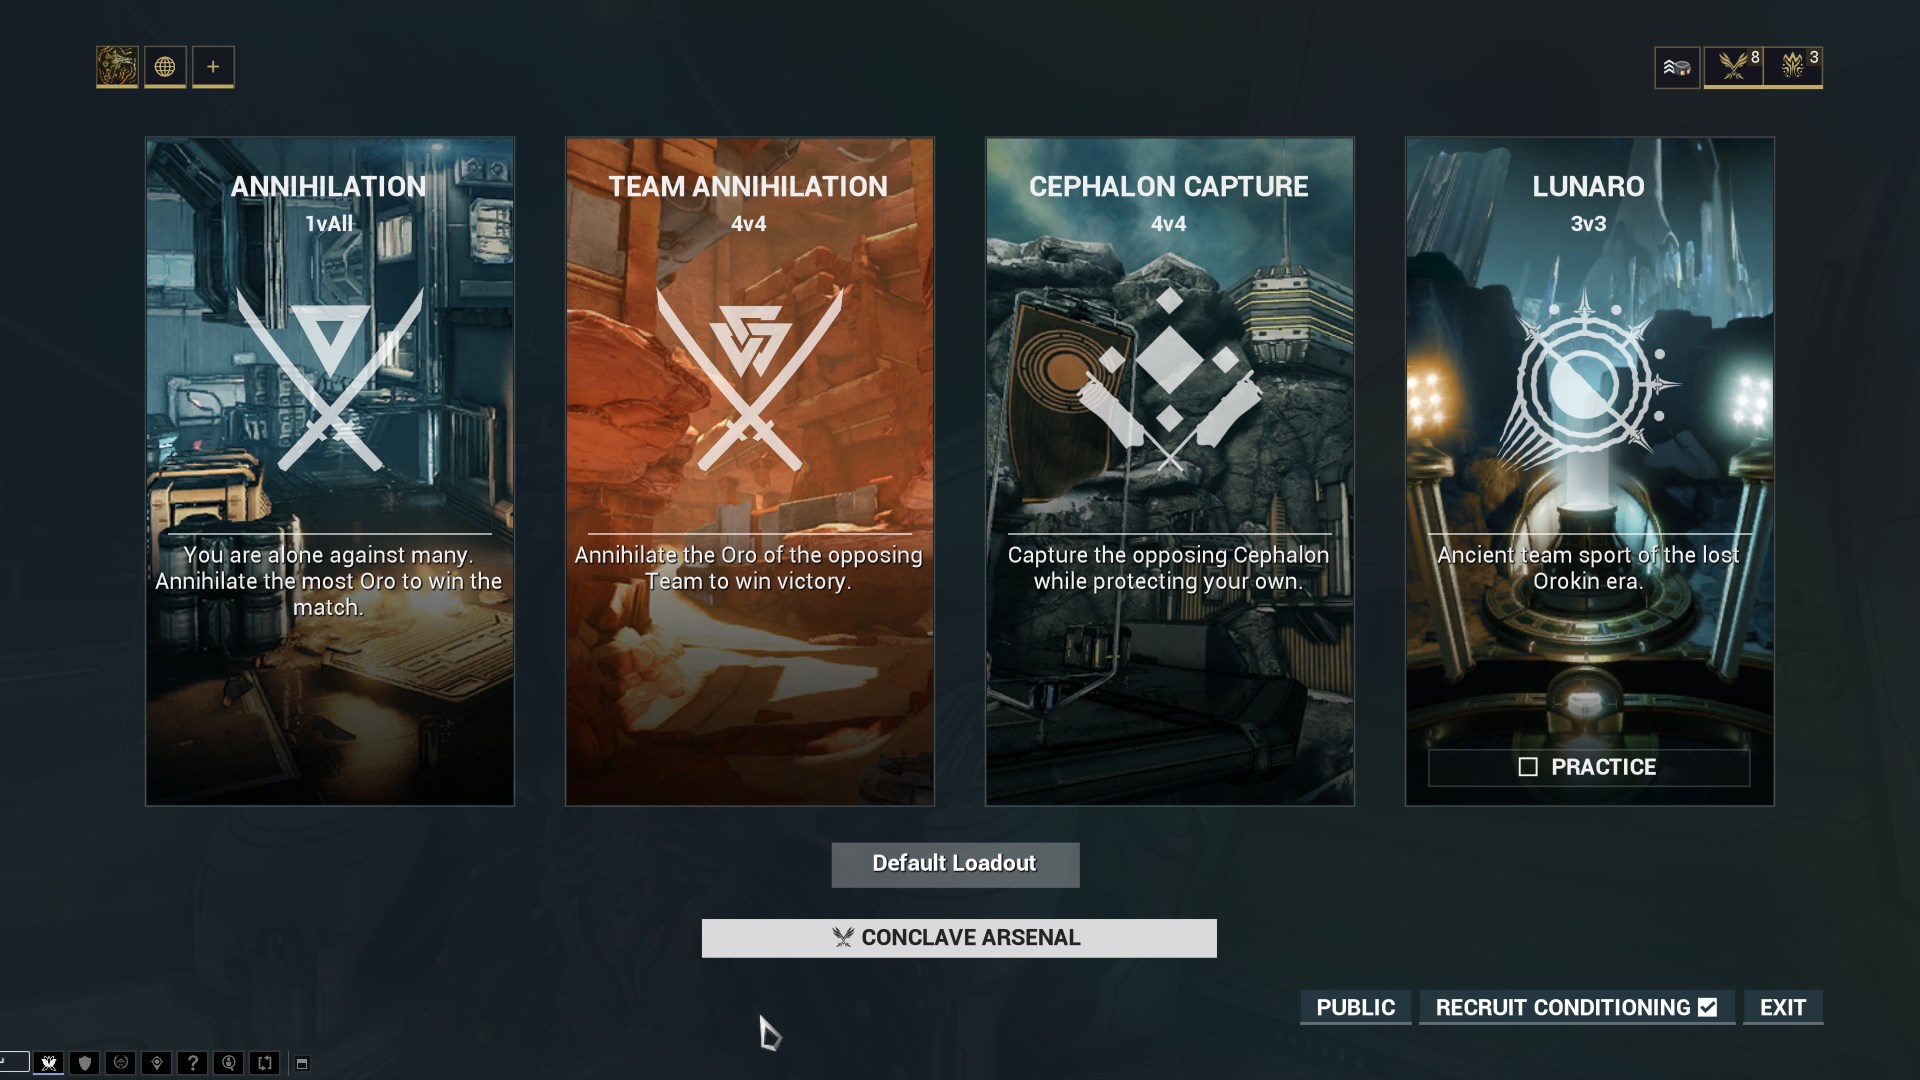 8
3
ANNIHILATION
1vAll
You are alone against many.
Annihilate the most Oro to win the
match.
TEAM ANNIHILATION
4v4
Annihilate the Oro of the opposing
Team to win victory.
CEPHALON CAPTURE
4v4
Capture the opposing Cephalon
while protecting your own.
LUNARO
3v3
Ancient team sport of the lost
Orokin era.
PRACTICE
Default Loadout
CONCLAVE ARSENAL
PUBLIC
RECRUIT CONDITIONING
EXIT
?